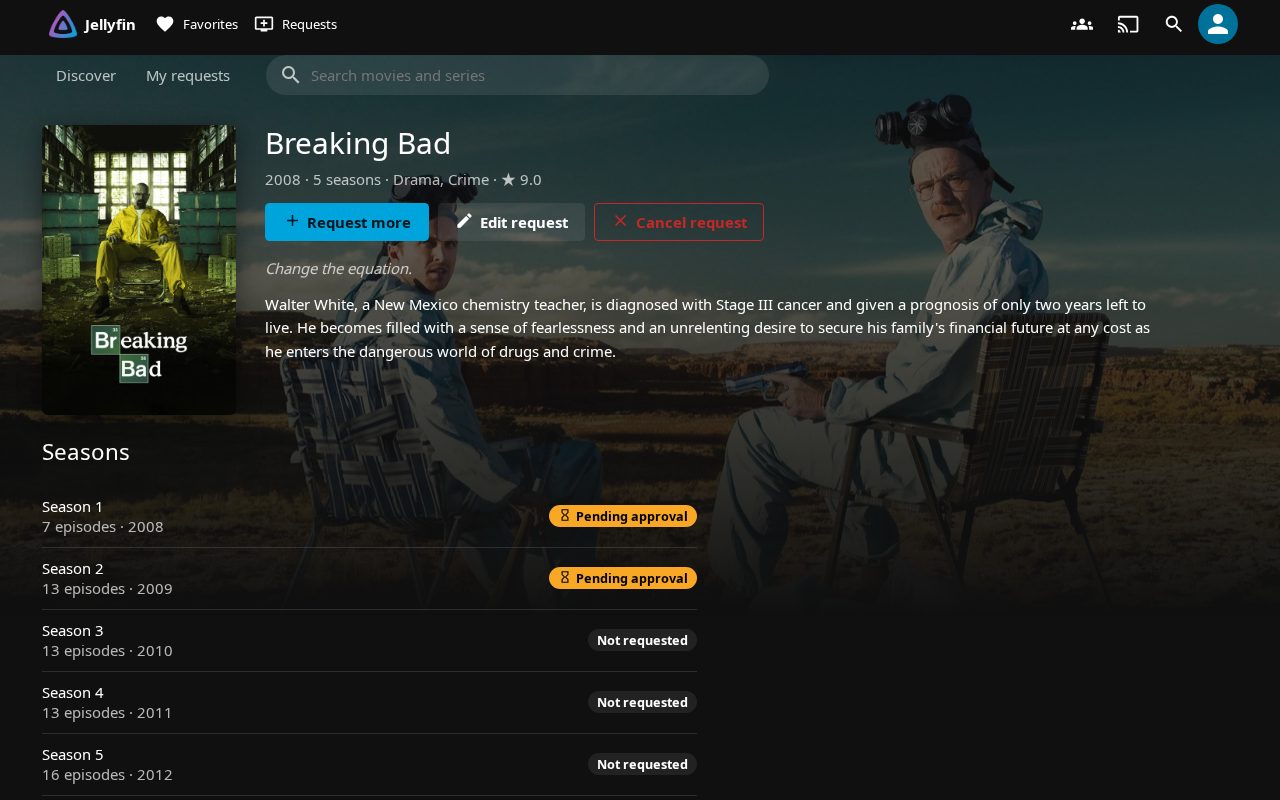 Jellyfin
Favorites
Requests
Discover
My requests
Search movies and series
Breaking Bad
2008 · 5 seasons · Drama, Crime · ★ 9.0
Request more
Edit request
Cancel request
Change the equation.
Walter White, a New Mexico chemistry teacher, is diagnosed with Stage III cancer and given a prognosis of only two years left to
live. He becomes filled with a sense of fearlessness and an unrelenting desire to secure his family's financial future at any cost as
he enters the dangerous world of drugs and crime.
Breaking
Bad
Seasons
Season 1
7 episodes · 2008
Pending approval
Season 2
13 episodes · 2009
Pending approval
Season 3
13 episodes · 2010
Not requested
Season 4
13 episodes · 2011
Not requested
Season 5
16 episodes · 2012
Not requested